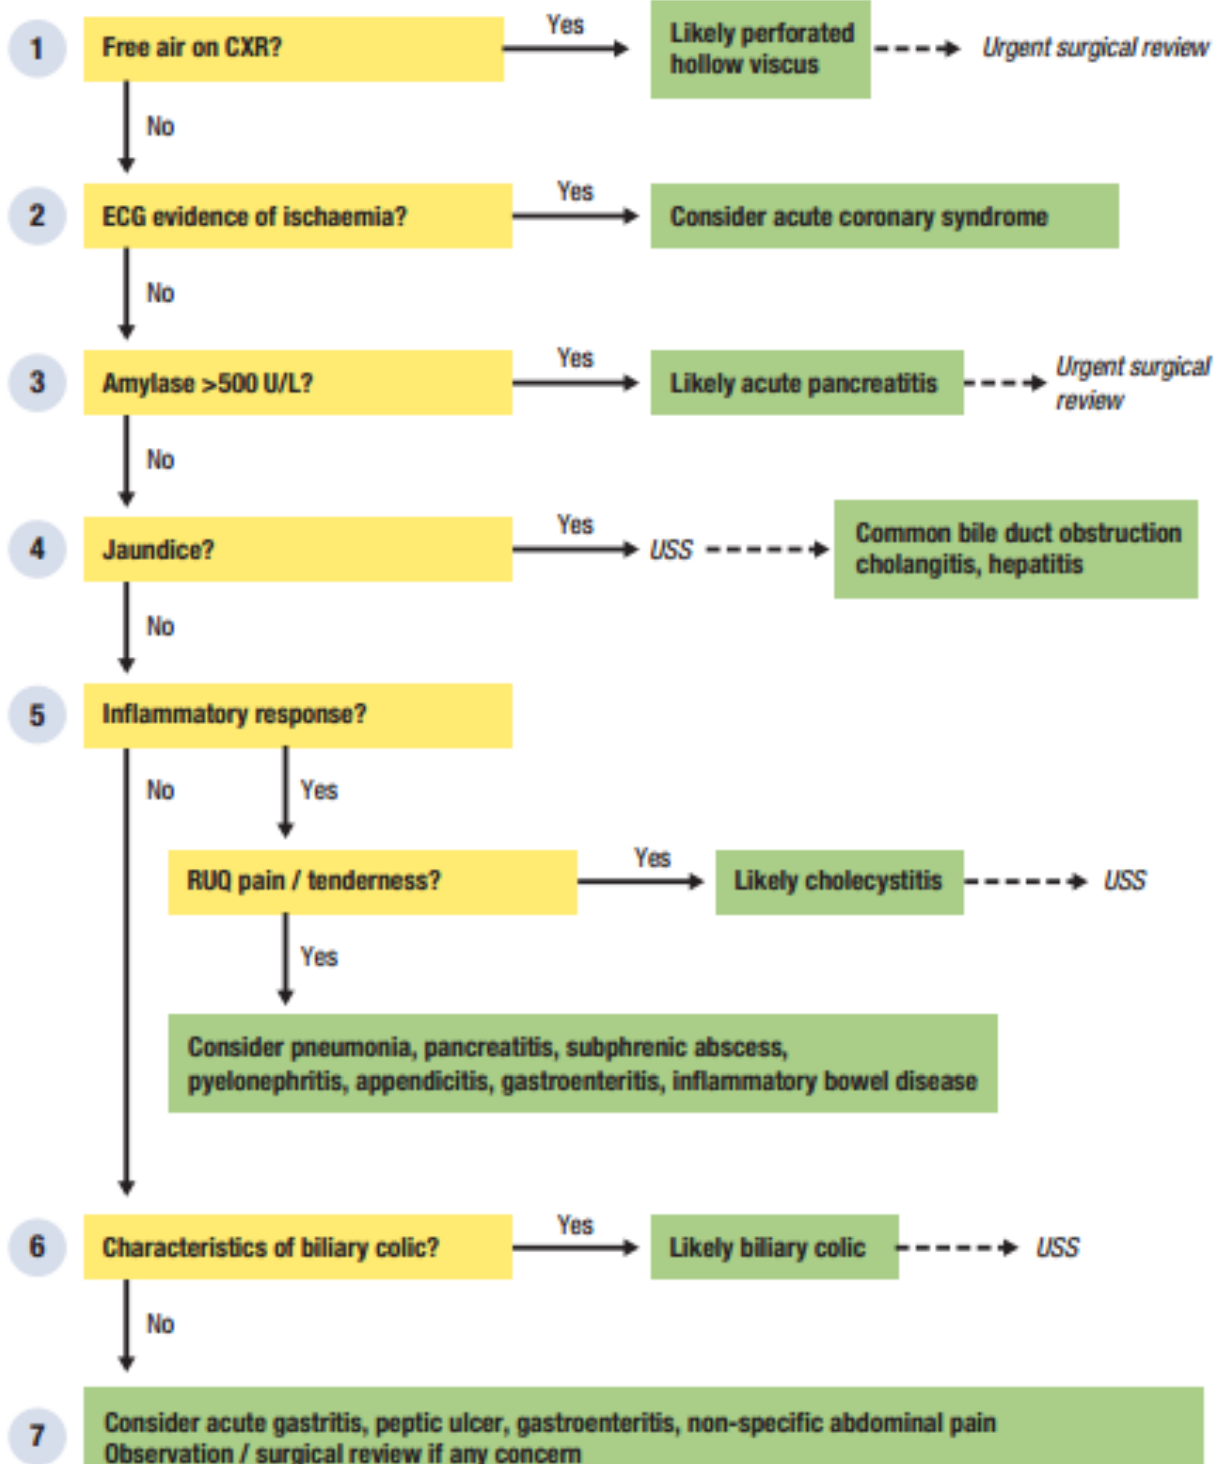 1
Free air on CXR?
Yes
Likely perforated
hollow viscus
Urgent surgical review
No
2
ECG evidence of ischaemia?
Yes
Consider acute coronary syndrome
No
3
Amylase >500 U/L?
Yes
Likely acute pancreatitis
Urgent surgical
review
No
4
Jaundice?
Yes
USS
Common bile duct obstruction
cholangitis, hepatitis
No
5
Inflammatory response?
No
Yes
RUQ pain / tenderness?
Yes
Likely cholecystitis
USS
Yes
Consider pneumonia, pancreatitis, subphrenic abscess,
pyelonephritis, appendicitis, gastroenteritis, inflammatory bowel disease
6
Characteristics of biliary colic?
Yes
Likely biliary colic
USS
No
7
Consider acute gastritis, peptic ulcer, gastroenteritis, non-specific abdominal pain
Observation / surgical review if any concern